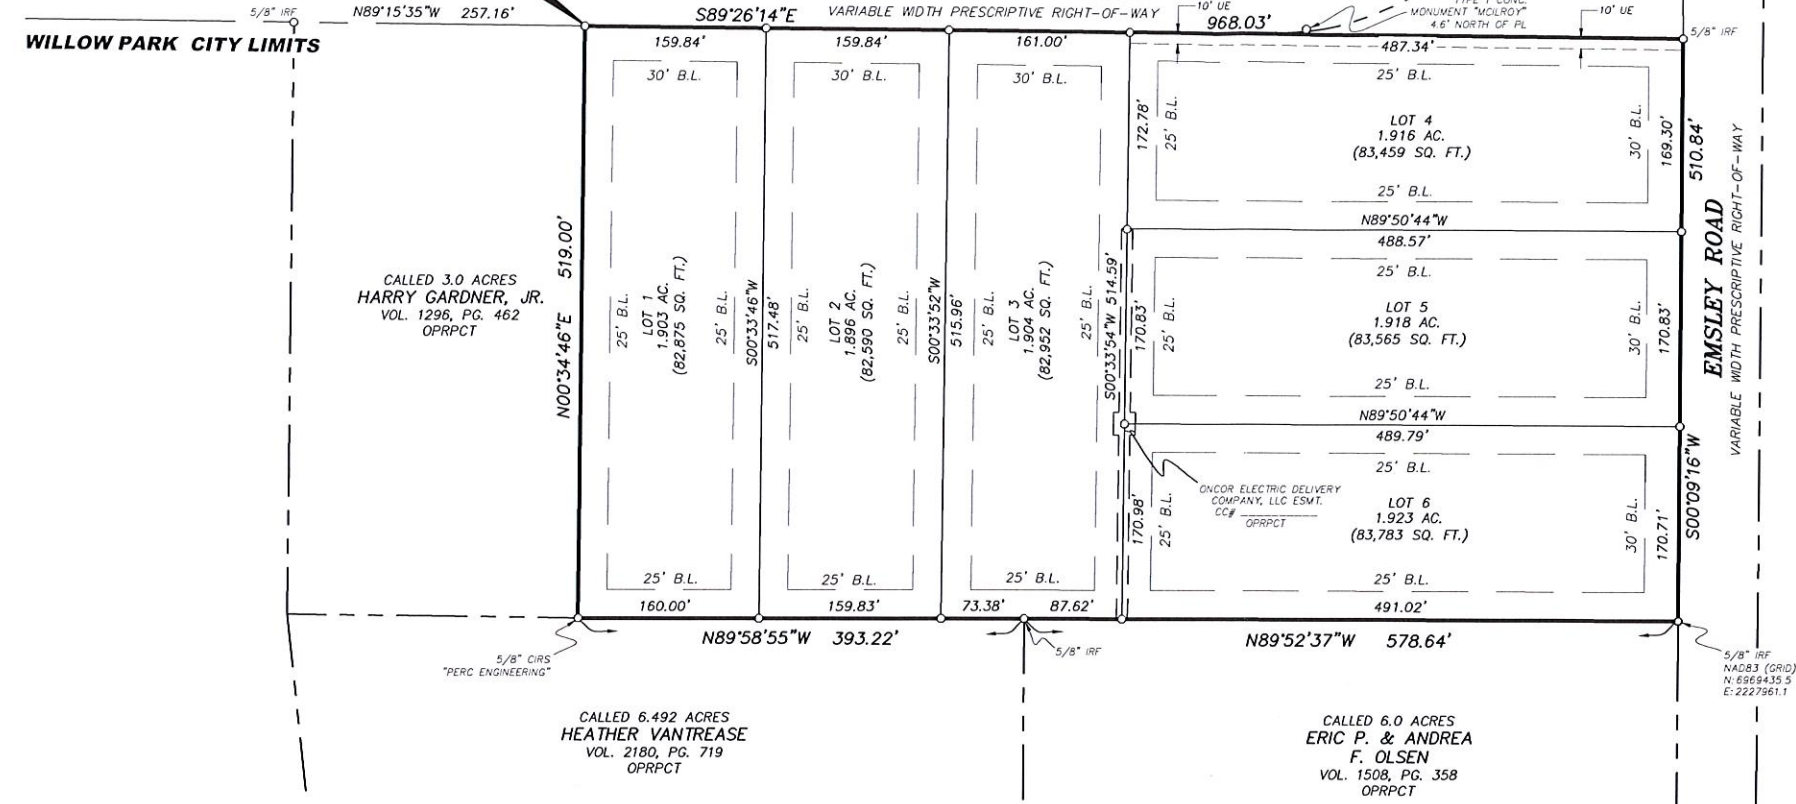 5/8" IRF
N89°15'35"W 257.16'
WILLOW PARK CITY LIMITS
S89°26'14"E
VARIABLE WIDTH PRESCRIPTIVE RIGHT-OF-WAY
10' UE
968.03'
MONUMENT "MCILROY"
4.6' NORTH OF PL
10' UE
5/8" IRF
159.84'
159.84'
161.00'
487.34'
30' B.L.
30' B.L.
30' B.L.
25' B.L.
172.78'
25' B.L.
LOT 4
1.916 AC.
(83,459 SQ. FT.)
30' B.L.
169.30'
510.84'
25' B.L.
N89°50'44"W
488.57'
CALLED 3.0 ACRES
HARRY GARDNER, JR.
VOL. 1296, PG. 462
OPRPCT
N00°34'46"E 519.00'
25' B.L.
LOT 1
1.903 AC.
(82,875 SQ. FT.)
25' B.L.
S00°33'46"W
517.48'
25' B.L.
LOT 2
1.896 AC.
(82,590 SQ. FT.)
25' B.L.
S00°33'52"W
515.96'
25' B.L.
LOT 3
1.904 AC.
(82,952 SQ. FT.)
25' B.L.
S00°33'54"W 514.59'
170.83'
25' B.L.
25' B.L.
LOT 5
1.918 AC.
(83,565 SQ. FT.)
30' B.L.
170.83'
25' B.L.
EMSLEY ROAD
VARIABLE WIDTH PRESCRIPTIVE RIGHT-OF-WAY
N89°50'44"W
489.79'
25' B.L.
170.98'
25' B.L.
ONCOR ELECTRIC DELIVERY
COMPANY, LLC ESMT.
CC# ____________
OPRPCT
LOT 6
1.923 AC.
(83,783 SQ. FT.)
30' B.L.
170.71'
S00°09'16"W
25' B.L.
25' B.L.
25' B.L.
25' B.L.
160.00'
159.83'
73.38'
87.62'
491.02'
N89°58'55"W 393.22'
N89°52'37"W 578.64'
5/8" CIRS
"PERC ENGINEERING"
5/8" IRF
5/8" IRF
NAD83 (GRID)
N: 6969435.5
E: 2227961.1
CALLED 6.492 ACRES
HEATHER VANTREASE
VOL. 2180, PG. 719
OPRPCT
CALLED 6.0 ACRES
ERIC P. & ANDREA
F. OLSEN
VOL. 1508, PG. 358
OPRPCT